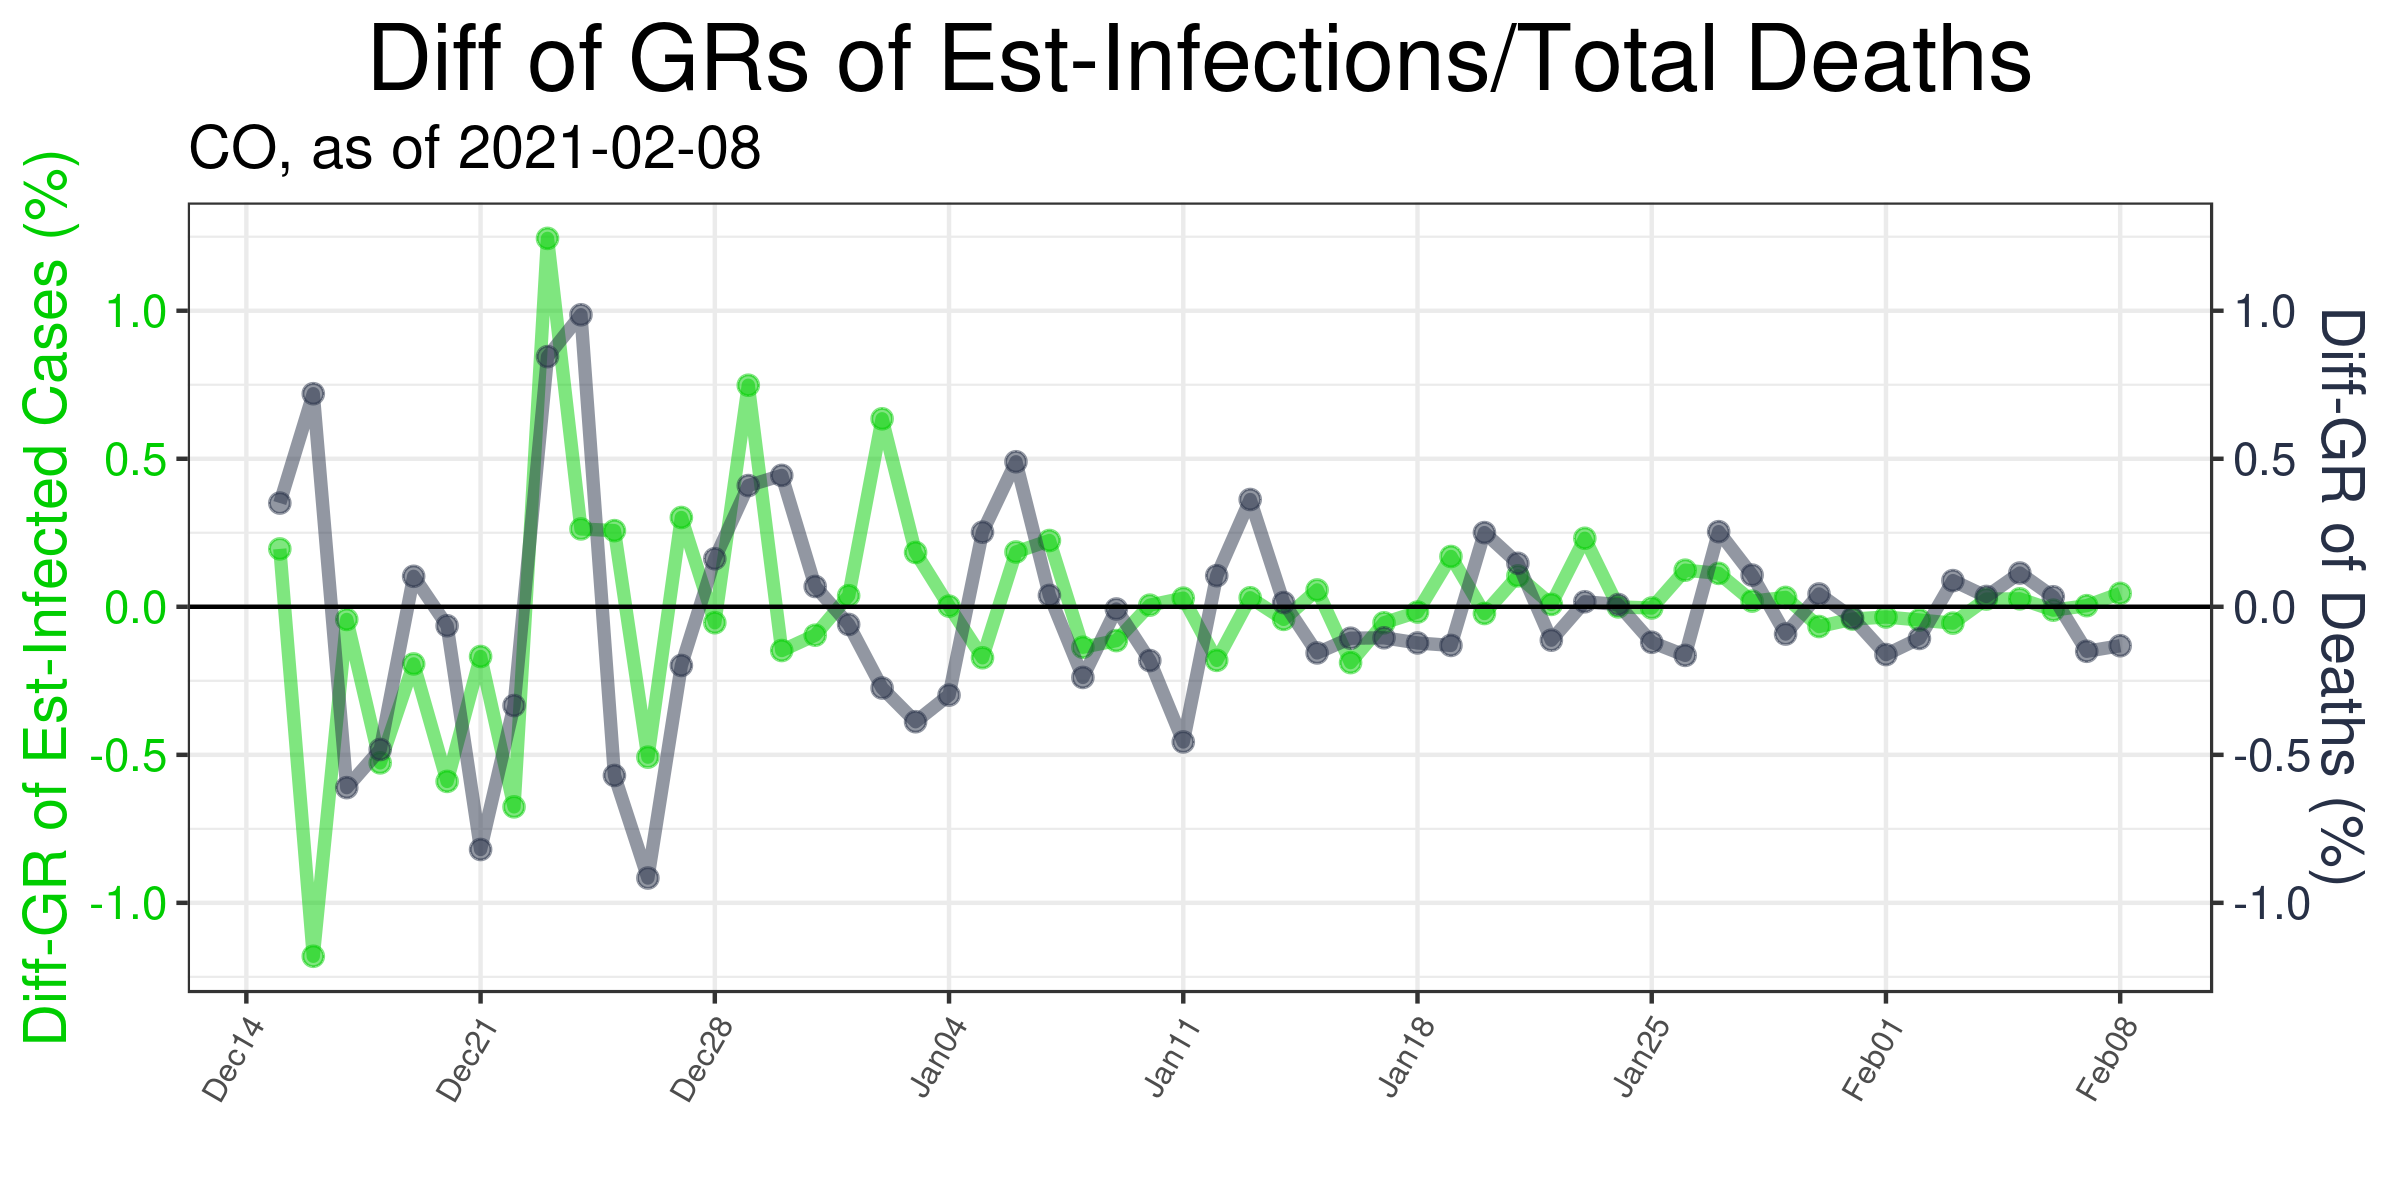 Diff of GRs of Est-Infections/Total Deaths
CO, as of 2021-02-08
Diff-GR of Est-Infected Cases (%)
1.0
0.5
0.0
-0.5
-1.0
1.0
0.5
0.0
-0.5
-1.0
Diff-GR of Deaths (%)
Dec14
Dec21
Dec28
Jan04
Jan11
Jan18
Jan25
Feb01
Feb08